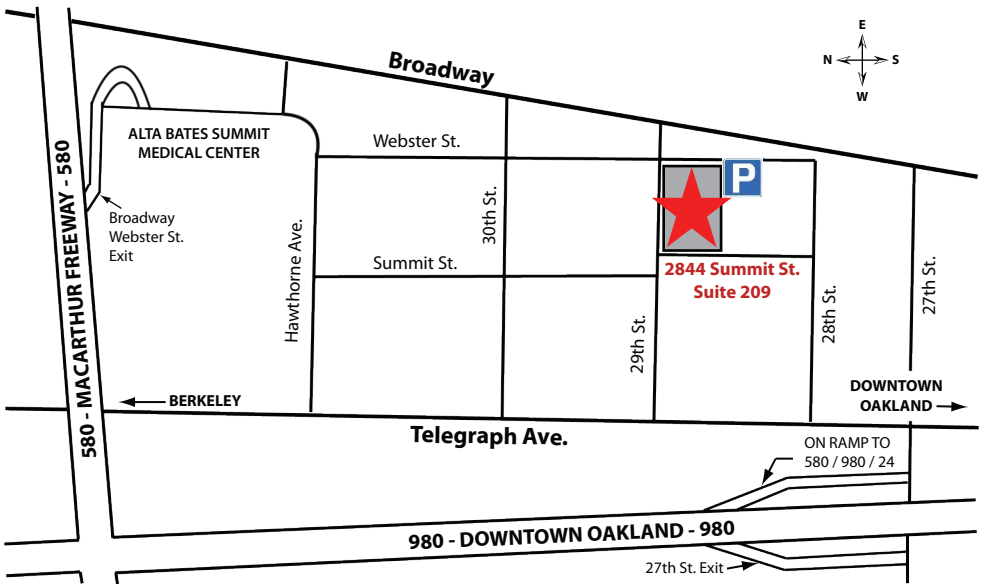 E
N
S
W
Broadway
580 - MACARTHUR FREEWAY - 580
ALTA BATES SUMMIT
MEDICAL CENTER
Webster St.
P
Broadway
Webster St.
Exit
Hawthorne Ave.
30th St.
Summit St.
2844 Summit St.
Suite 209
29th St.
28th St.
27th St.
BERKELEY
DOWNTOWN
OAKLAND
Telegraph Ave.
ON RAMP TO
580 / 980 / 24
980 - DOWNTOWN OAKLAND - 980
27th St. Exit